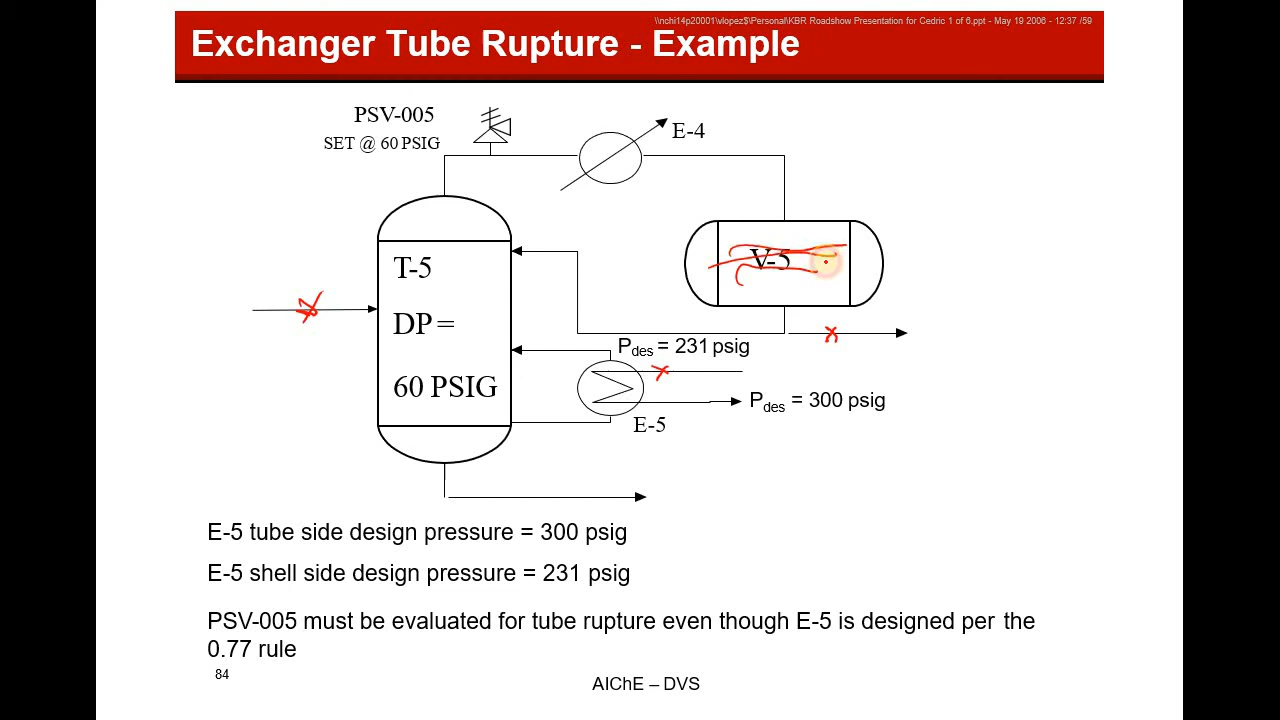 \\nchi14p20001\vlopez$\Personal\KBR Roadshow Presentation for Cedric 1 of 6.ppt - May 19 2006 - 12:37 /59
Exchanger Tube Rupture - Example
PSV-005
SET @ 60 PSIG
E-4
T-5
DP =
60 PSIG
V-5
Pdes = 231 psig
Pdes = 300 psig
E-5
E-5 tube side design pressure = 300 psig
E-5 shell side design pressure = 231 psig
PSV-005 must be evaluated for tube rupture even though E-5 is designed per the
0.77 rule
84
AIChE – DVS